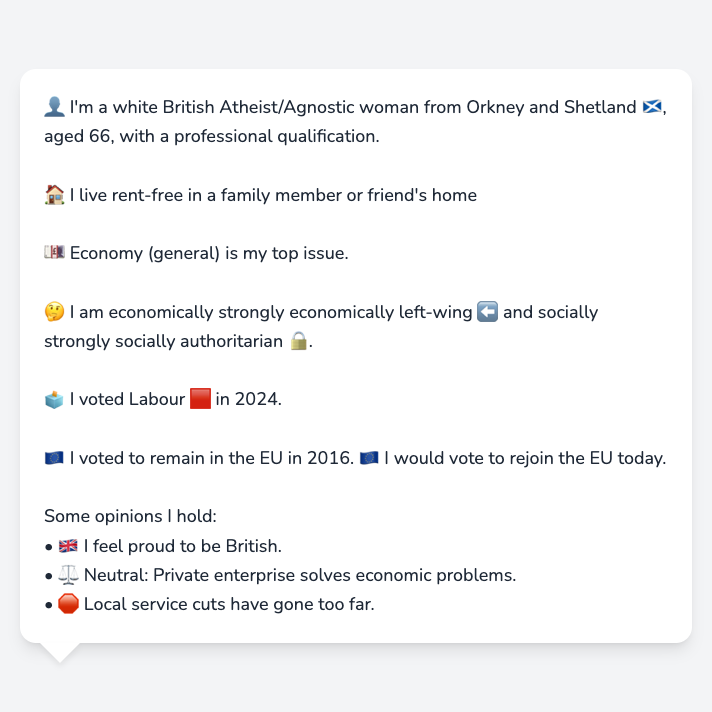 👤 I'm a white British Atheist/Agnostic woman from Orkney and Shetland 🏴󠁧󠁢󠁳󠁣󠁴󠁿,
aged 66, with a professional qualification.
🏠 I live rent-free in a family member or friend's home
💷 Economy (general) is my top issue.
🤔 I am economically strongly economically left-wing ⬅️ and socially
strongly socially authoritarian 🔒.
🗳️ I voted Labour 🟥 in 2024.
🇪🇺 I voted to remain in the EU in 2016. 🇪🇺 I would vote to rejoin the EU today.
Some opinions I hold:
• 🇬🇧 I feel proud to be British.
• ⚖️ Neutral: Private enterprise solves economic problems.
• 🛑 Local service cuts have gone too far.